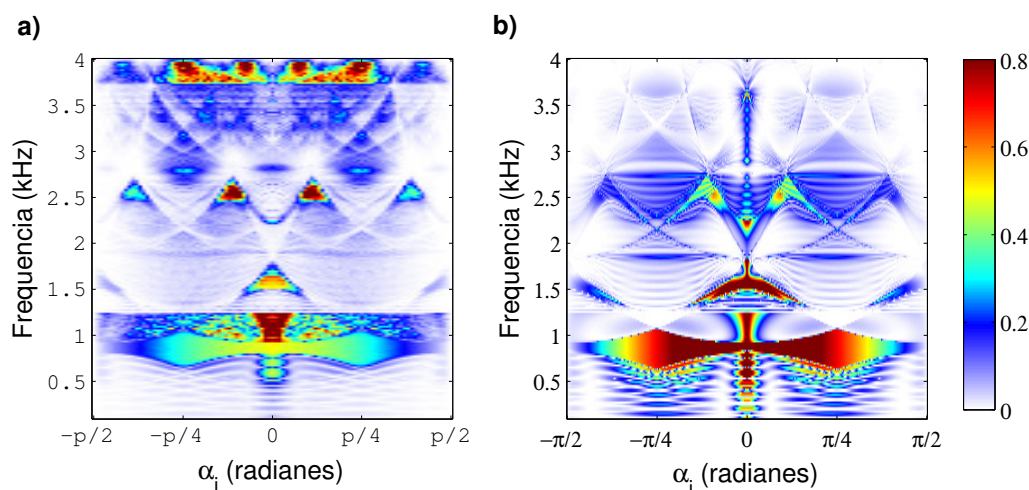 a)
b)
Frequencia (kHz)
4
3.5
3
2.5
2
1.5
1
0.5
−p/2
−p/4
0
p/4
p/2
α_i (radianes)
Frequencia (kHz)
4
3.5
3
2.5
2
1.5
1
0.5
−π/2
−π/4
0
π/4
π/2
α_i (radianes)
0.8
0.6
0.4
0.2
0